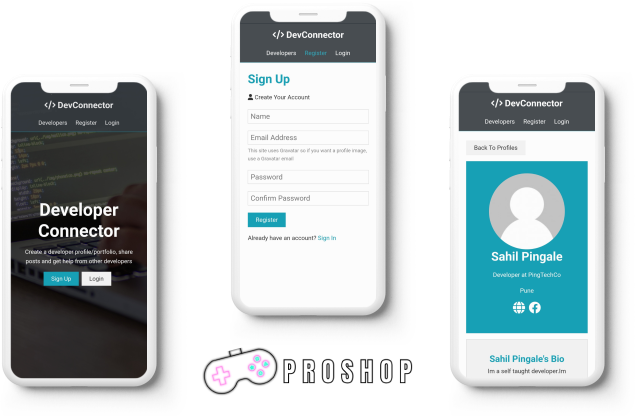 </> DevConnector
Developers Register Login
Developer
Connector
Create a developer profile/portfolio, share
posts and get help from other developers
Sign Up Login
</> DevConnector
Developers Register Login
Sign Up
Create Your Account
Name
Email Address
This site uses Gravatar so if you want a profile image,
use a Gravatar email
Password
Confirm Password
Register
Already have an account? Sign In
</> DevConnector
Developers Register Login
Back To Profiles
Sahil Pingale
Developer at PingTechCo
Pune
Sahil Pingale's Bio
Im a self taught developer.Im
PROSHOP